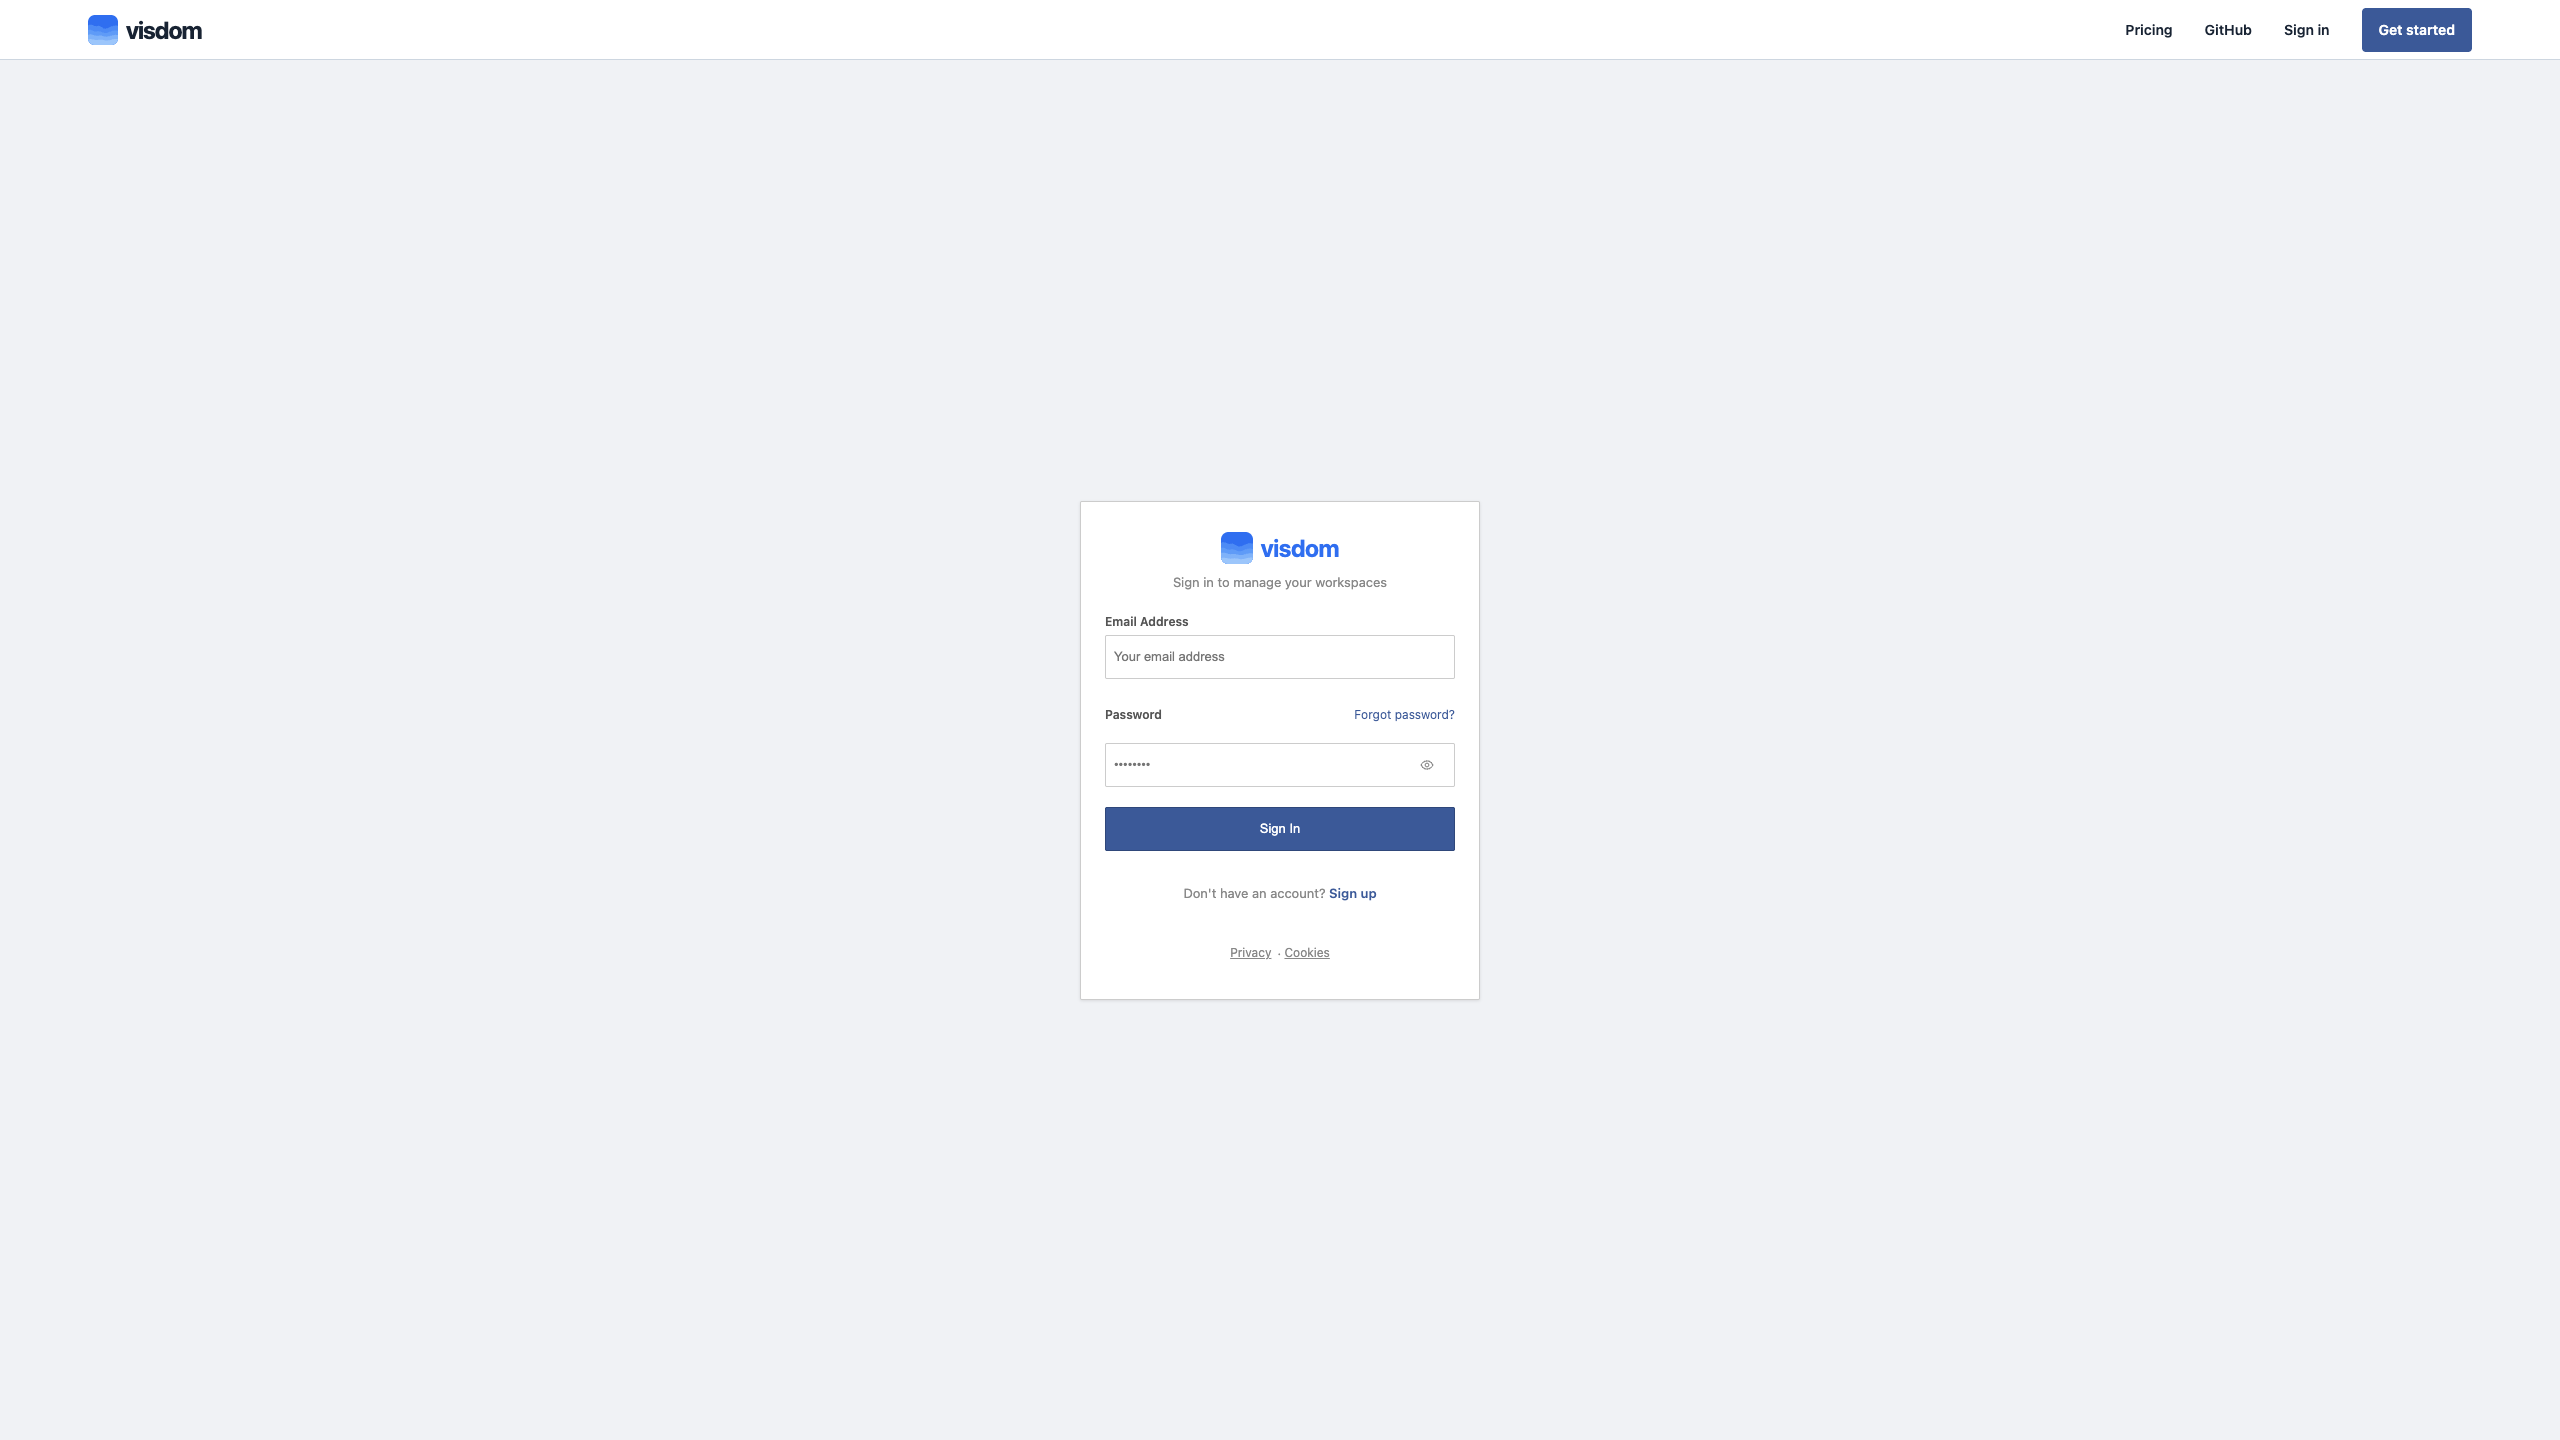 visdom
Pricing GitHub Sign in Get started
visdom
Sign in to manage your workspaces
Email Address
Your email address
Password Forgot password?
••••••••
Sign In
Don't have an account? Sign up
Privacy · Cookies